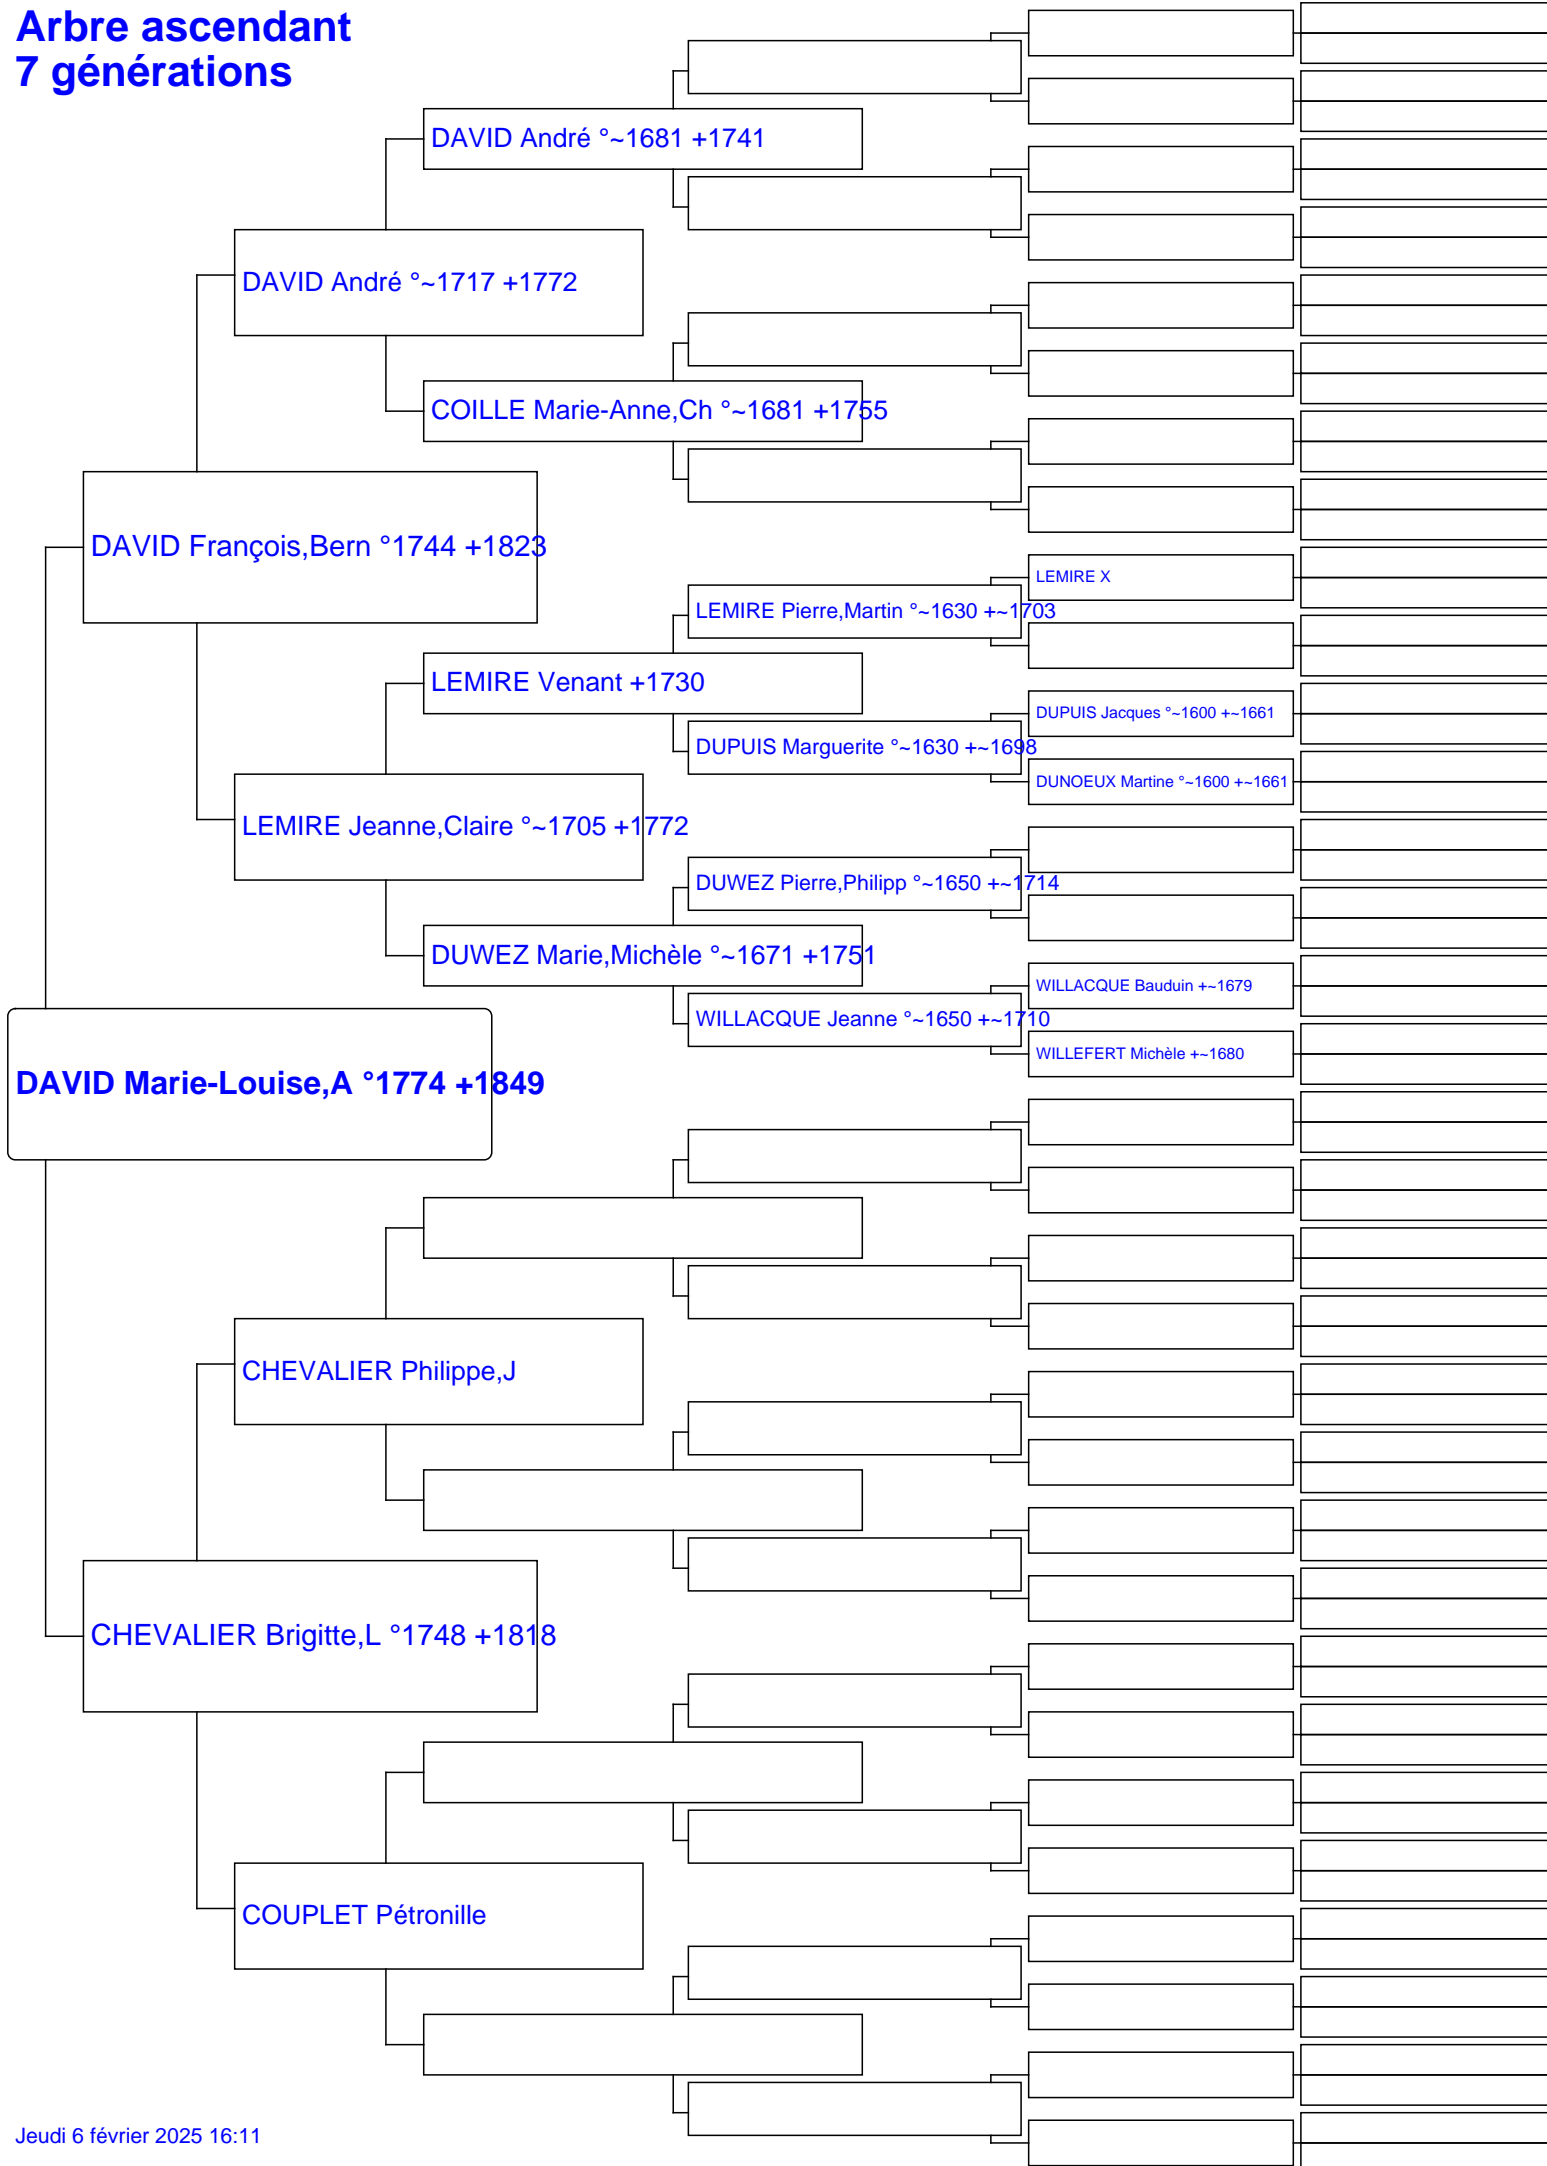 Arbre ascendant
7 générations
DAVID André °~1681 +1741
DAVID André °~1717 +1772
COILLE Marie-Anne,Ch °~1681 +1755
DAVID François,Bern °1744 +1823
LEMIRE X
LEMIRE Pierre,Martin °~1630 +~1703
LEMIRE Venant +1730
DUPUIS Jacques °~1600 +~1661
DUPUIS Marguerite °~1630 +~1698
DUNOEUX Martine °~1600 +~1661
LEMIRE Jeanne,Claire °~1705 +1772
DUWEZ Pierre,Philipp °~1650 +~1714
DUWEZ Marie,Michèle °~1671 +1751
WILLACQUE Bauduin +~1679
WILLACQUE Jeanne °~1650 +~1710
WILLEFERT Michèle +~1680
DAVID Marie-Louise,A °1774 +1849
CHEVALIER Philippe,J
CHEVALIER Brigitte,L °1748 +1818
COUPLET Pétronille
Jeudi 6 février 2025 16:11